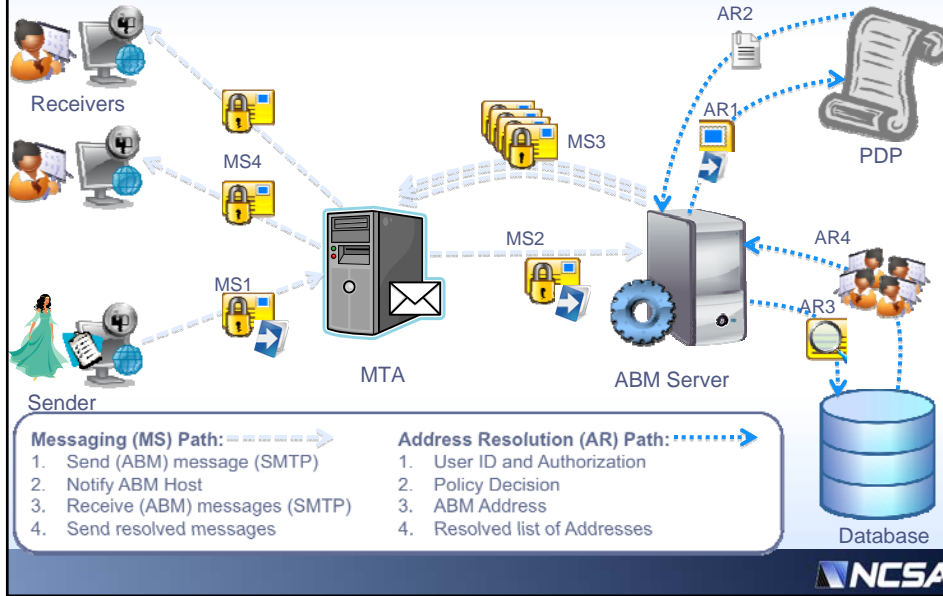 AR2
Receivers
AR1
MS3
PDP
MS4
MS2
AR4
MS1
AR3
MTA
ABM Server
Sender
Messaging (MS) Path:
1. Send (ABM) message (SMTP)
2. Notify ABM Host
3. Receive (ABM) messages (SMTP)
4. Send resolved messages
Address Resolution (AR) Path:
1. User ID and Authorization
2. Policy Decision
3. ABM Address
4. Resolved list of Addresses
Database
NCSA